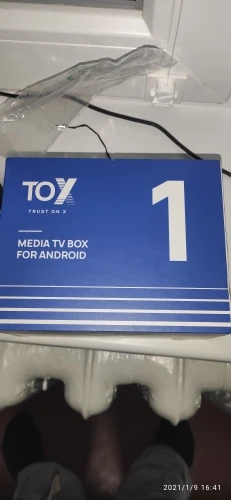 TOX
TRUST ON X
1
MEDIA TV BOX
FOR ANDROID
2021/1/9 16:41